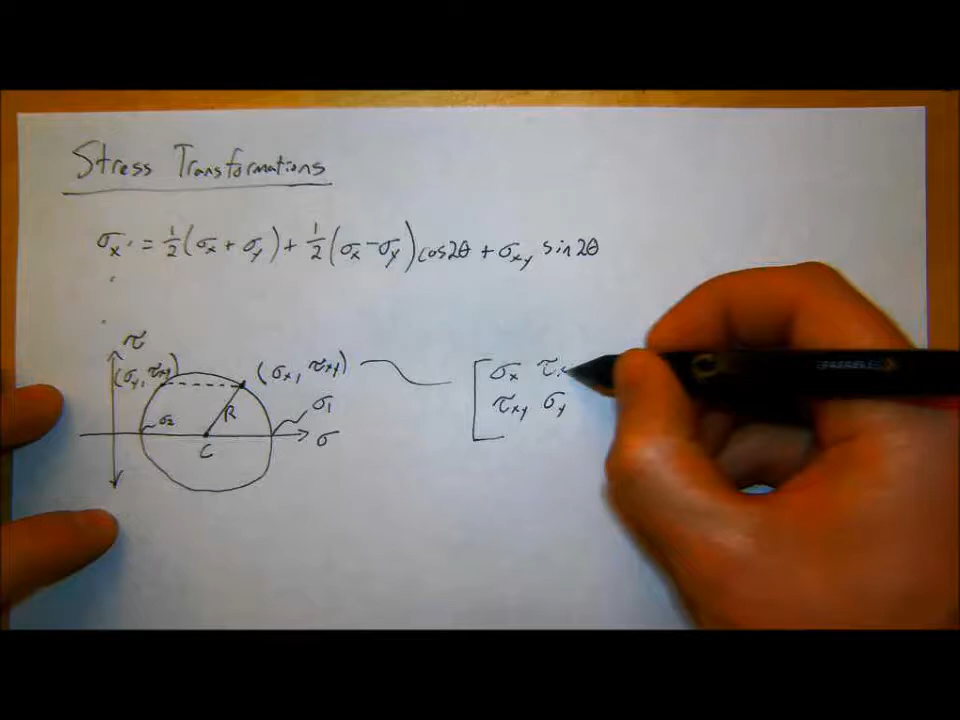 Stress Transformations
σx' = 1/2(σx + σy) + 1/2(σx - σy)cos2θ + σxy sin2θ
τ
(σy, τxy) (σx, τxy)
σx τx
R σ1
σ2
τxy σy
C σ